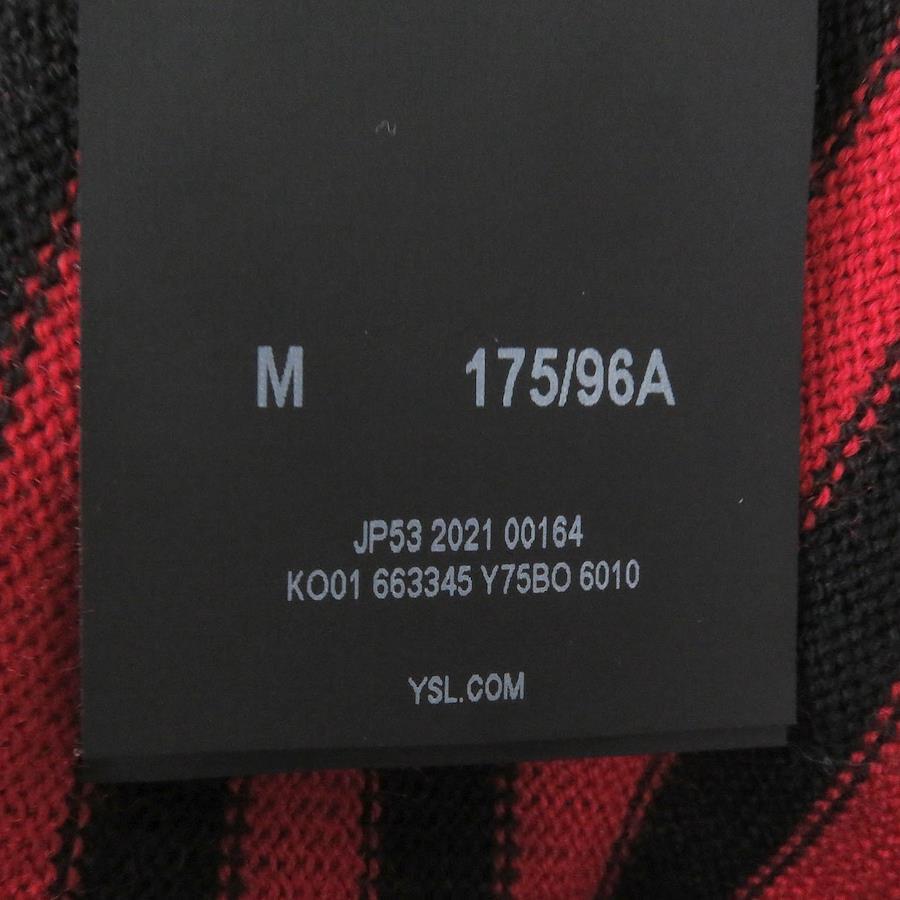 M 175/96A
JP53 2021 00164
KO01 663345 Y75BO 6010
YSL.COM